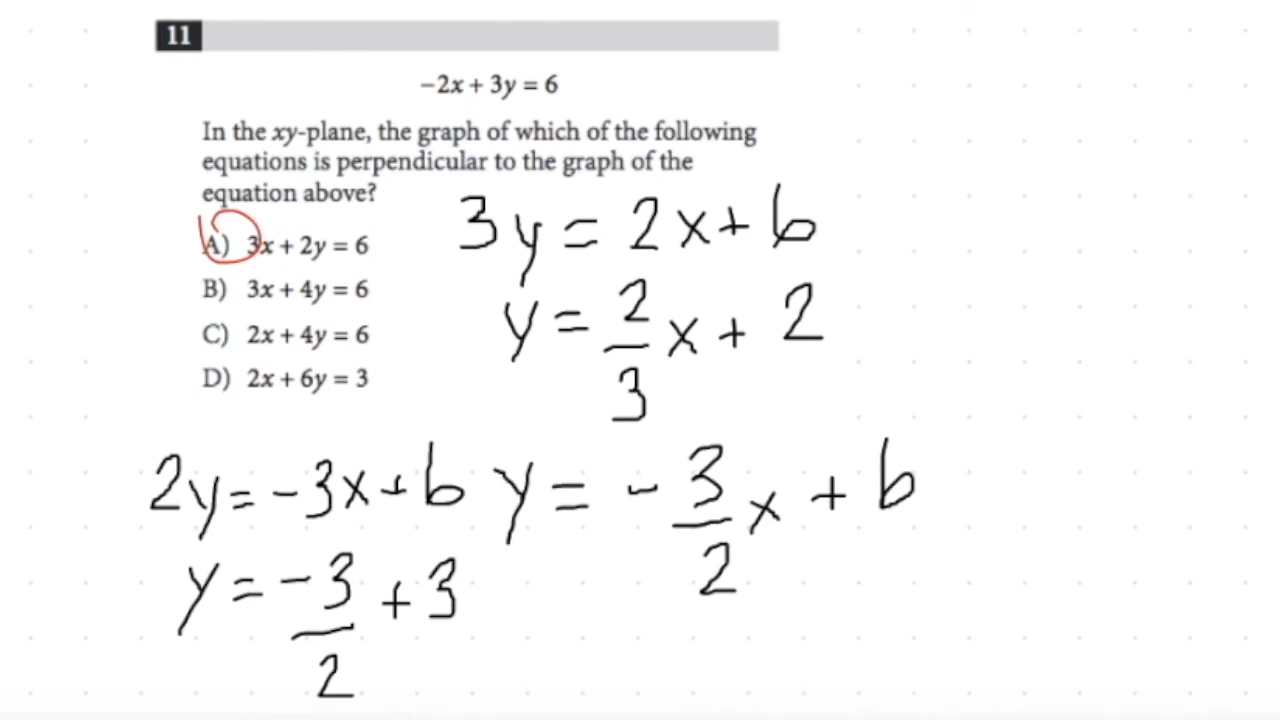 11
−2x + 3y = 6
In the xy-plane, the graph of which of the following
equations is perpendicular to the graph of the
equation above?
A) 3x + 2y = 6
B) 3x + 4y = 6
C) 2x + 4y = 6
D) 2x + 6y = 3
3y = 2x + 6
y = 2/3 x + 2
y = -3/2 x + b
2y = -3x + 6
y = -3/2 + 3